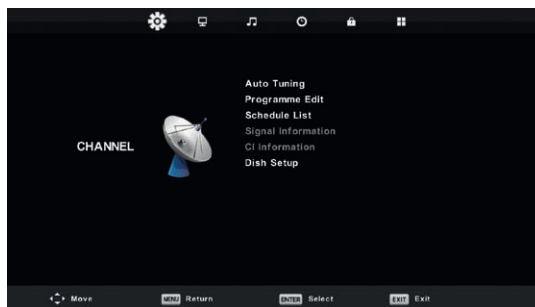 Auto Tuning
Programme Edit
Schedule List
Signal Information
CHANNEL
CI Information
Dish Setup
Move MENU Return ENTER Select EXIT Exit